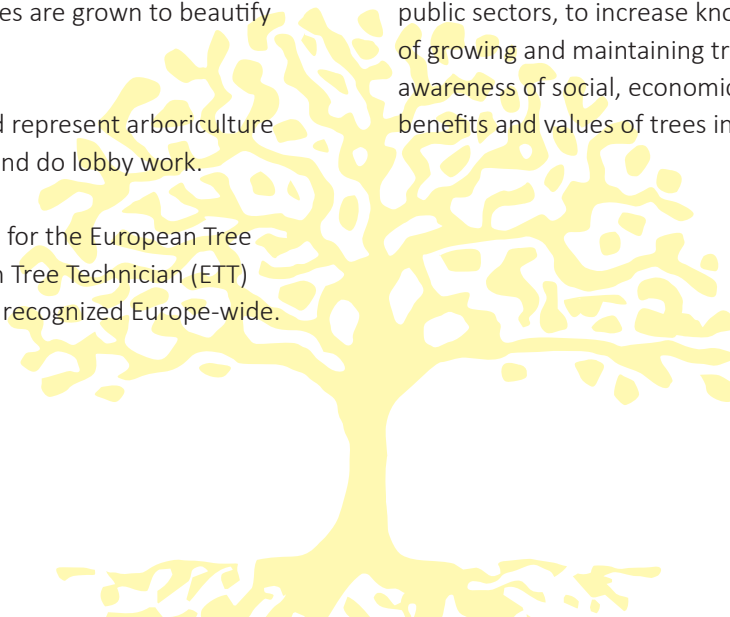 es are grown to beautify
d represent arboriculture
nd do lobby work.
for the European Tree
n Tree Technician (ETT)
recognized Europe-wide.
public sectors, to increase kno
of growing and maintaining tr
awareness of social, economic
benefits and values of trees in